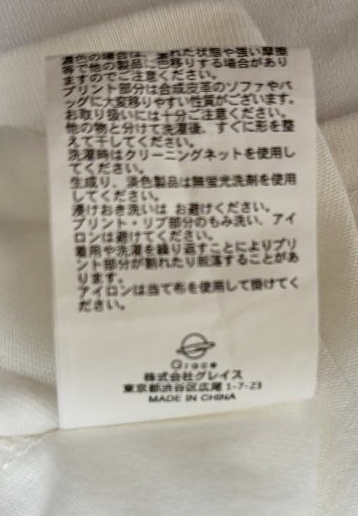 濃色の場合は、濡れた状態や強い摩擦
等で他の製品に色移りする場合があり
ますのでご注意ください。
プリント部分は合成皮革のソファやバ
ッグに大変移りやすい性質がございます。
お取り扱いには十分ご注意ください。
他の物と分けて洗濯後、すぐに形を整
えて干してください。
洗濯時はクリーニングネットを使用し
てください。
生成り、淡色製品は無蛍光洗剤を使用
してください。
浸けおき洗いは お避けください。
プリント・リブ部分のもみ洗い、アイ
ロンは避けてください。
着用や洗濯を繰り返すことによりプリ
ント部分が割れたり脱落することがあ
ります。
アイロンは当て布を使用して掛けてく
ださい。
Grace
株式会社グレイス
東京都渋谷区広尾 1-7-23
MADE IN CHINA